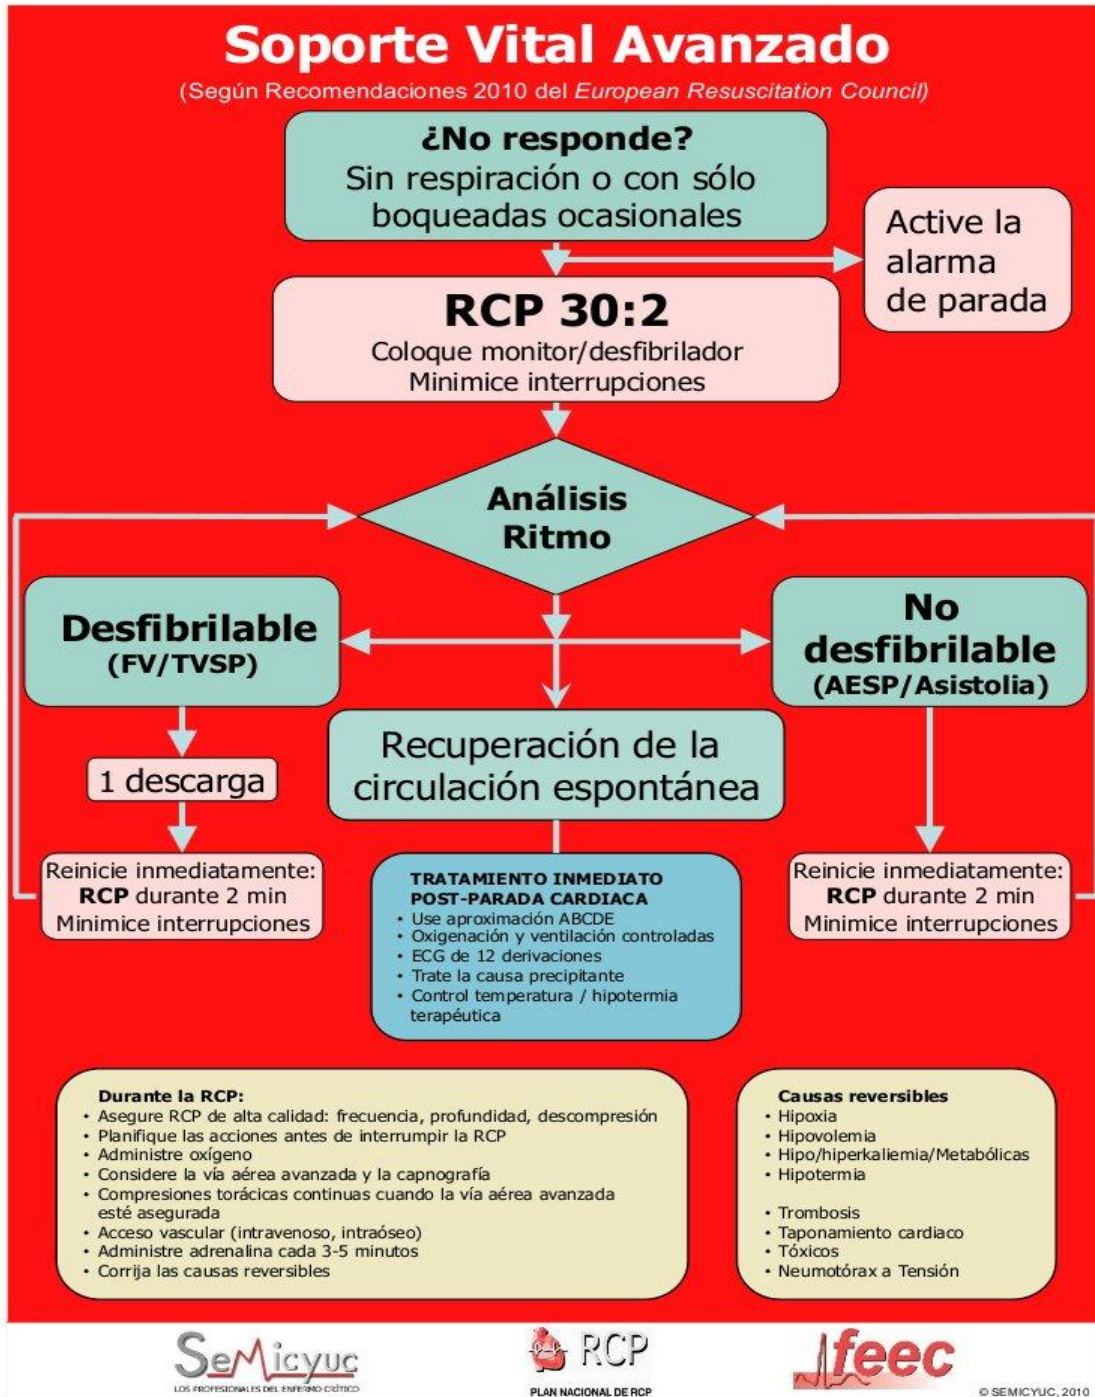 Soporte Vital Avanzado
(Según Recomendaciones 2010 del European Resuscitation Council)
¿No responde?
Sin respiración o con sólo
boqueadas ocasionales
Active la
alarma
de parada
RCP 30:2
Coloque monitor/desfibrilador
Minimice interrupciones
Análisis
Ritmo
Desfibrilable
(FV/TVSP)
No
desfibrilable
(AESP/Asistolia)
1 descarga
Recuperación de la
circulación espontánea
Reinicie inmediatamente:
RCP durante 2 min
Minimice interrupciones
TRATAMIENTO INMEDIATO
POST-PARADA CARDIACA
• Use aproximación ABCDE
• Oxigenación y ventilación controladas
• ECG de 12 derivaciones
• Trate la causa precipitante
• Control temperatura / hipotermia
terapéutica
Reinicie inmediatamente:
RCP durante 2 min
Minimice interrupciones
Durante la RCP:
• Asegure RCP de alta calidad: frecuencia, profundidad, descompresión
• Planifique las acciones antes de interrumpir la RCP
• Administre oxígeno
• Considere la vía aérea avanzada y la capnografía
• Compresiones torácicas continuas cuando la vía aérea avanzada
esté asegurada
• Acceso vascular (intravenoso, intraóseo)
• Administre adrenalina cada 3-5 minutos
• Corrija las causas reversibles
Causas reversibles
• Hipoxia
• Hipovolemia
• Hipo/hiperkaliemia/Metabólicas
• Hipotermia
• Trombosis
• Taponamiento cardiaco
• Tóxicos
• Neumotórax a Tensión
SeMicyuc
LOS PROFESIONALES DEL ENFERMO CRÍTICO
RCP
PLAN NACIONAL DE RCP
feec
© SEMICYUC, 2010